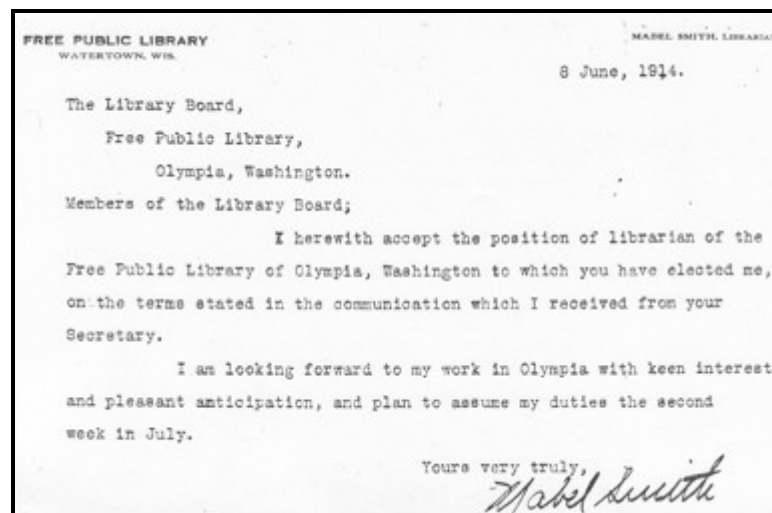 FREE PUBLIC LIBRARY
WATERTOWN, WIS.
MABEL SMITH, LIBRARIAN
8 June, 1914.
The Library Board,
Free Public Library,
Olympia, Washington.
Members of the Library Board;
I herewith accept the position of librarian of the
Free Public Library of Olympia, Washington to which you have elected me,
on the terms stated in the communication which I received from your
Secretary.
I am looking forward to my work in Olympia with keen interest
and pleasant anticipation, and plan to assume my duties the second
week in July.
Yours very truly,
Mabel Smith